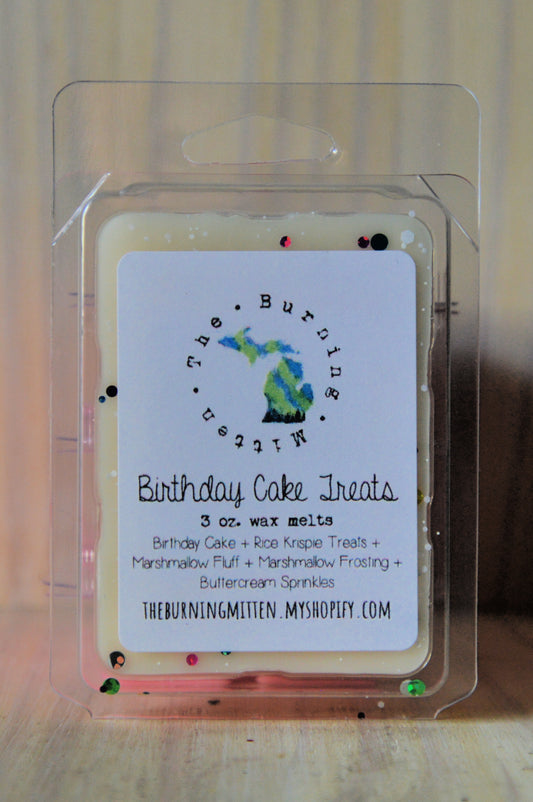 The • Burning • Mitten •
Birthday Cake Treats
3 oz. wax melts
Birthday Cake + Rice Krispie Treats +
Marshmallow Fluff + Marshmallow Frosting +
Buttercream Sprinkles
THEBURNINGMITTEN.MYSHOPIFY.COM